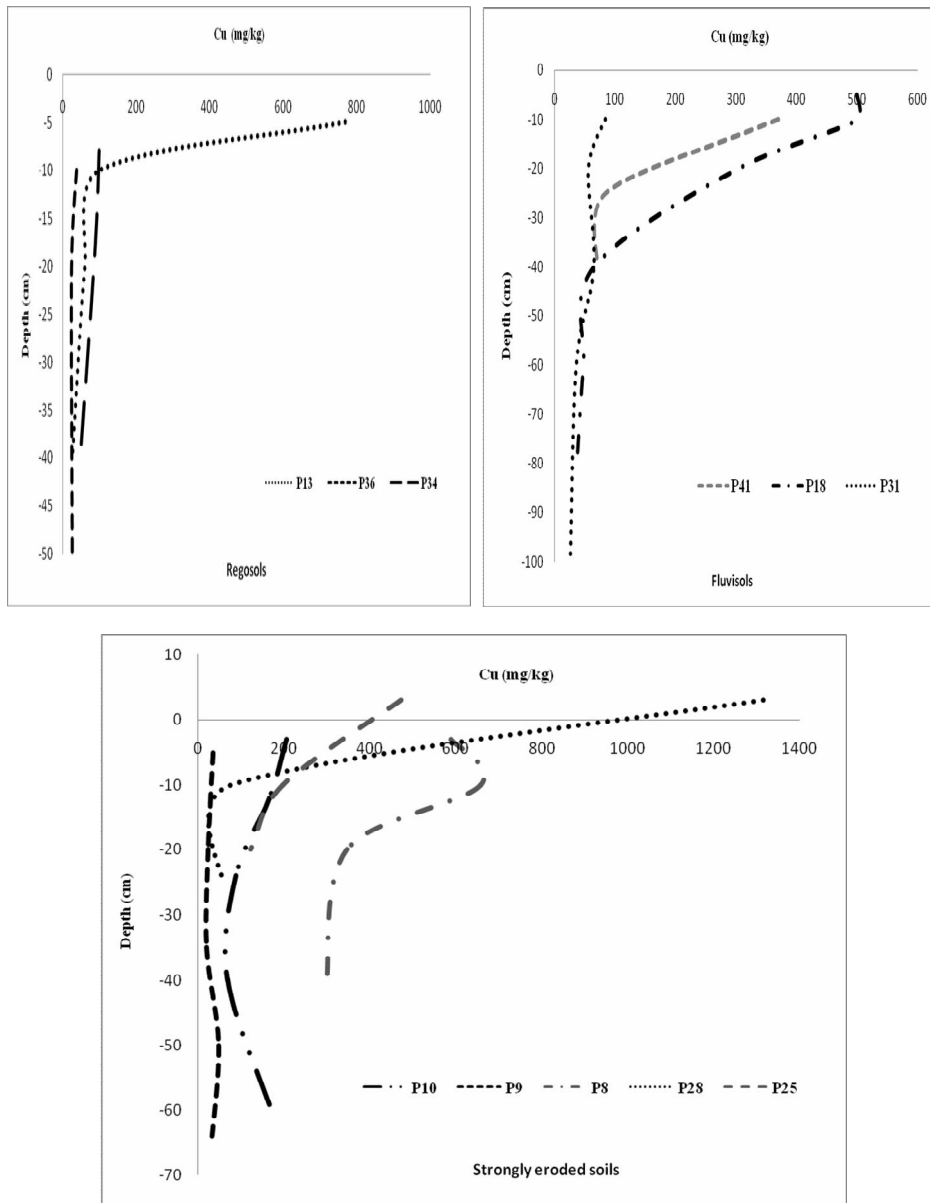 Cu (mg/kg)
0 200 400 600 800 1000
0
-5
-10
-15
-20
-25
-30
-35
-40
-45
-50
Depth (cm)
P13 P36 P34
Regosols
Cu (mg/kg)
0 100 200 300 400 500 600
0
-10
-20
-30
-40
-50
-60
-70
-80
-90
-100
Depth (cm)
P41 P18 P31
Fluvisols
Cu (mg/kg)
10
0
0 200 400 600 800 1000 1200 1400
-10
-20
-30
-40
-50
-60
-70
Depth (cm)
P10 P9 P8 P28 P25
Strongly eroded soils